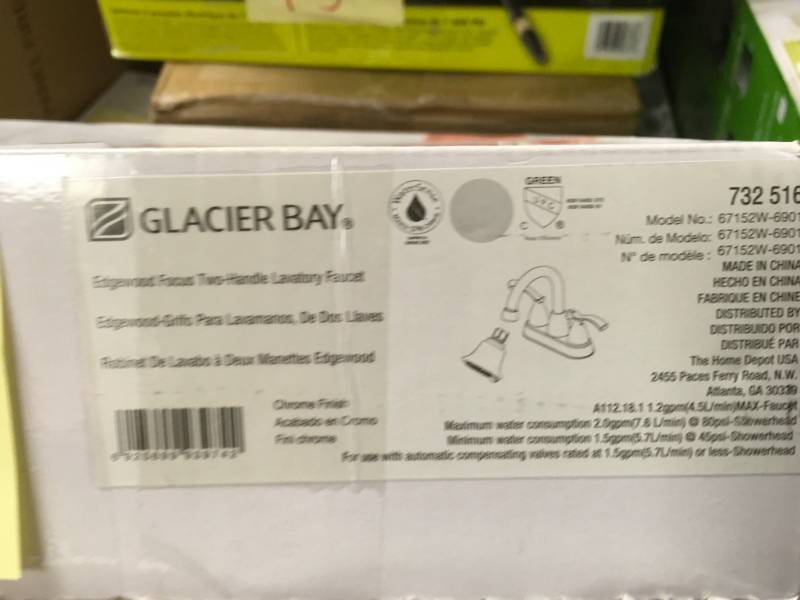 GLACIER BAY®
GREEN
UPC
C ®
732 516
Model No.: 67152W-6901
Núm. de Modelo: 67152W-6901
N° de modèle : 67152W-6901
MADE IN CHINA
HECHO EN CHINA
FABRIQUÉ EN CHINE
DISTRIBUTED BY
DISTRIBUIDO POR
DISTRIBUÉ PAR
The Home Depot USA
2455 Paces Ferry Road, N.W.
Atlanta, GA 30339
Edgewood Focus Two-Handle Lavatory Faucet
Edgewood-Grifo Para Lavamanos, De Dos Llaves
Robinet De Lavabo à Deux Manettes Edgewood
Chrome Finish
Acabado en Cromo
Fini chrome
A112.18.1 1.2gpm(4.5L/min)MAX-Faucet
Maximum water consumption 2.0gpm(7.6 L/min) @ 80psi-Showerhead
Minimum water consumption 1.5gpm(5.7L/min) @ 45psi-Showerhead
For use with automatic compensating valves rated at 1.5gpm(5.7L/min) or less-Showerhead